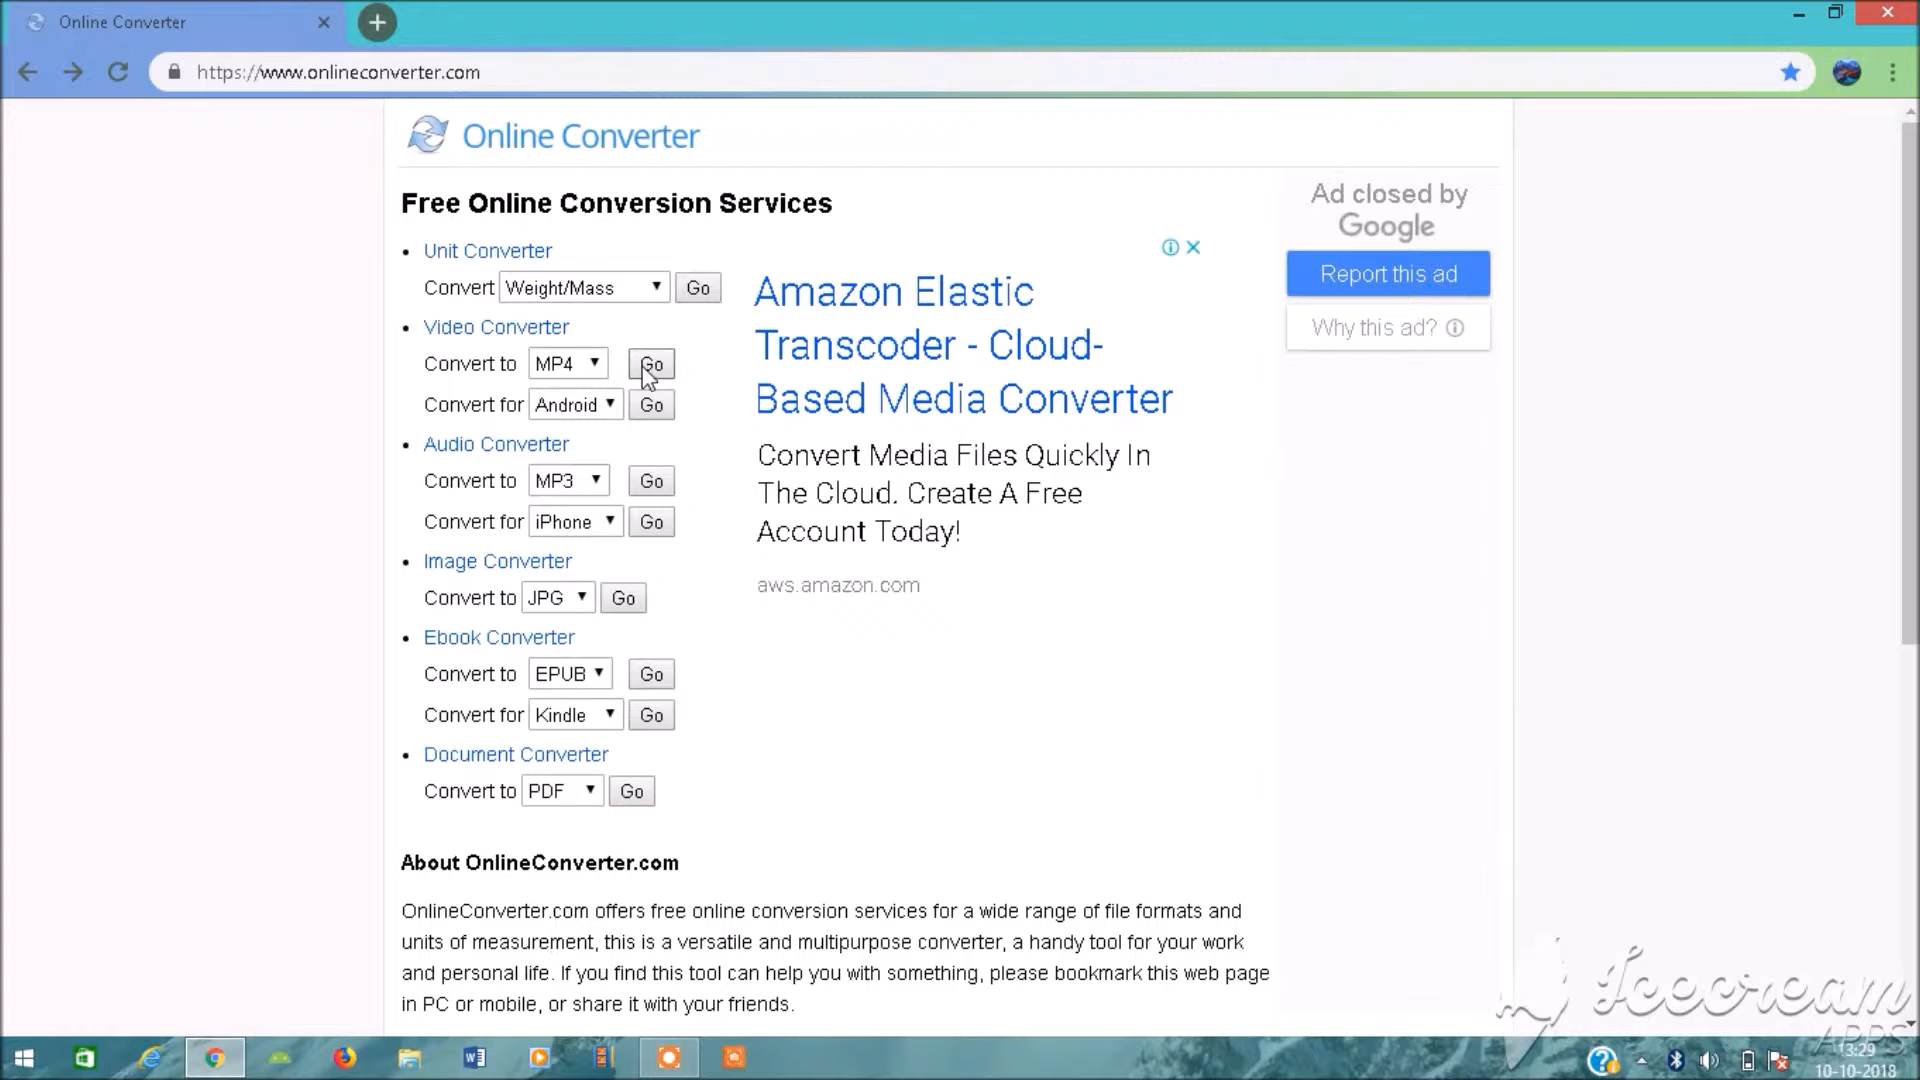 Online Converter
https://www.onlineconverter.com
Online Converter
Free Online Conversion Services
Unit Converter
Convert Weight/Mass Go
Video Converter
Convert to MP4 Go
Convert for Android Go
Audio Converter
Convert to MP3 Go
Convert for iPhone Go
Image Converter
Convert to JPG Go
Ebook Converter
Convert to EPUB Go
Convert for Kindle Go
Document Converter
Convert to PDF Go
Amazon Elastic
Transcoder - Cloud-
Based Media Converter
Convert Media Files Quickly In
The Cloud. Create A Free
Account Today!
aws.amazon.com
Ad closed by
Google
Report this ad
Why this ad?
About OnlineConverter.com
OnlineConverter.com offers free online conversion services for a wide range of file formats and
units of measurement, this is a versatile and multipurpose converter, a handy tool for your work
and personal life. If you find this tool can help you with something, please bookmark this web page
in PC or mobile, or share it with your friends.
Icecream
APPS
13:29
10-10-2018